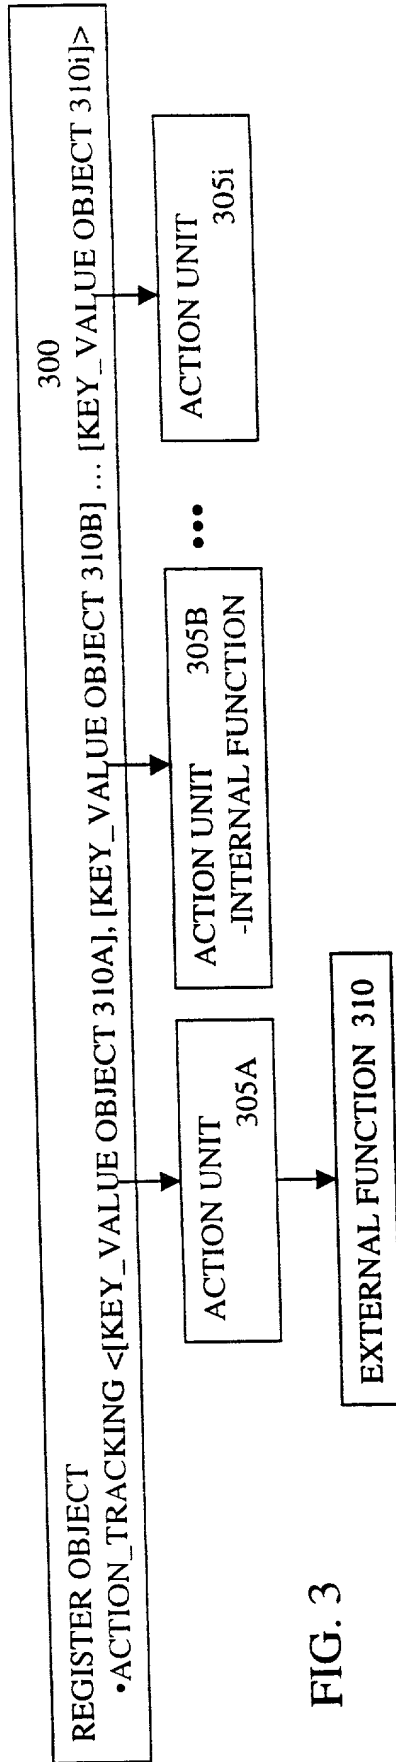 REGISTER OBJECT
300
•ACTION_TRACKING <[KEY_VALUE OBJECT 310A], [KEY_VALUE OBJECT 310B] ... [KEY_VALUE OBJECT 310i]>
ACTION UNIT
305A
ACTION UNIT
305B
-INTERNAL FUNCTION
•••
ACTION UNIT
305i
EXTERNAL FUNCTION 310
FIG. 3